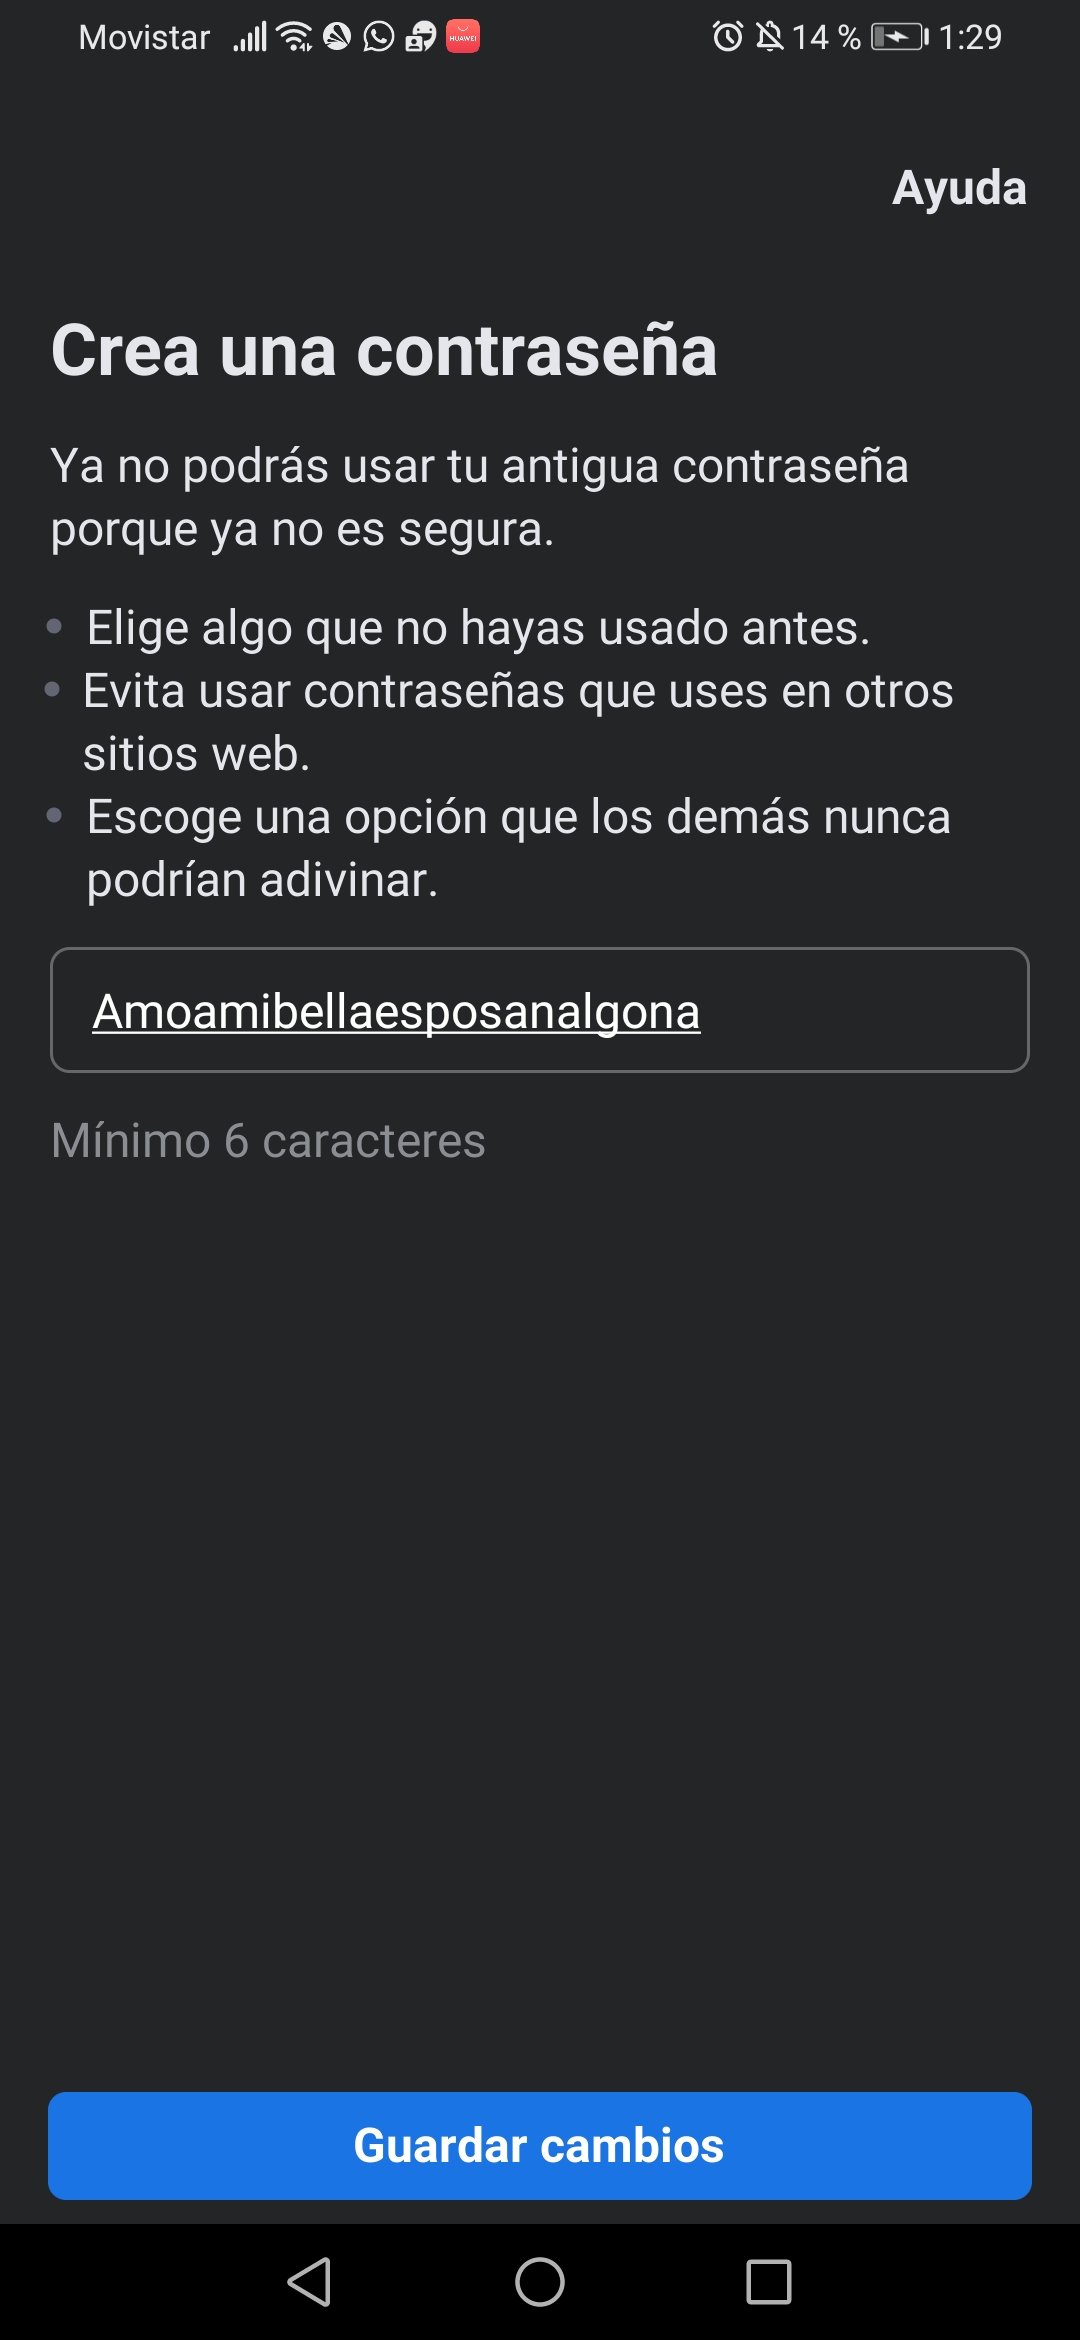 Movistar HUAWEI 14 % 1:29
Ayuda
Crea una contraseña
Ya no podrás usar tu antigua contraseña
porque ya no es segura.
• Elige algo que no hayas usado antes.
• Evita usar contraseñas que uses en otros
sitios web.
• Escoge una opción que los demás nunca
podrían adivinar.
Amoamibellaesposanalgona
Mínimo 6 caracteres
Guardar cambios